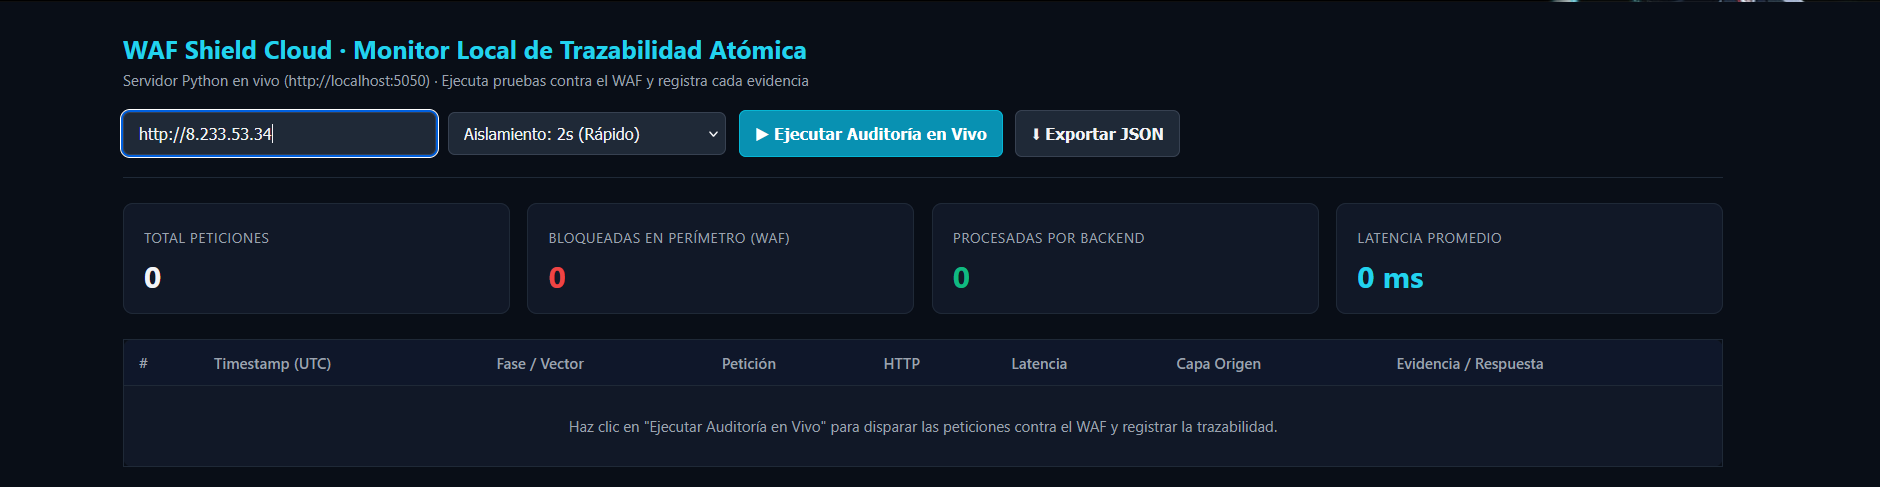 WAF Shield Cloud · Monitor Local de Trazabilidad Atómica
Servidor Python en vivo (http://localhost:5050) · Ejecuta pruebas contra el WAF y registra cada evidencia
http://8.233.53.34
Aislamiento: 2s (Rápido)
▶ Ejecutar Auditoría en Vivo
⬇ Exportar JSON
TOTAL PETICIONES
0
BLOQUEADAS EN PERÍMETRO (WAF)
0
PROCESADAS POR BACKEND
0
LATENCIA PROMEDIO
0 ms
# Timestamp (UTC) Fase / Vector Petición HTTP Latencia Capa Origen Evidencia / Respuesta
Haz clic en "Ejecutar Auditoría en Vivo" para disparar las peticiones contra el WAF y registrar la trazabilidad.